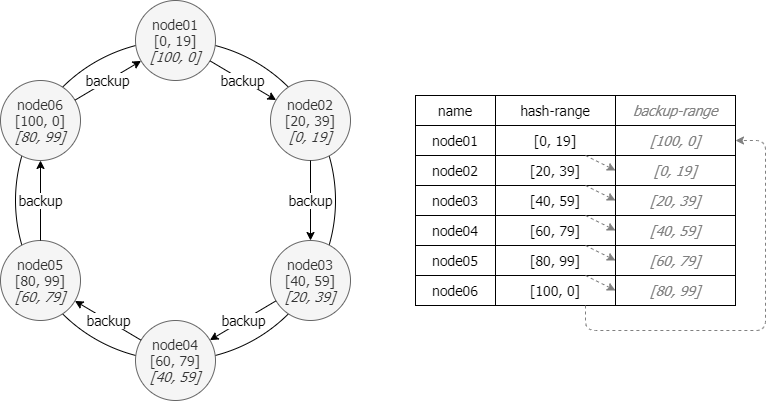 node01
[0, 19]
[100, 0]
backup
backup
node06
[100, 0]
[80, 99]
node02
[20, 39]
[0, 19]
backup
backup
node05
[80, 99]
[60, 79]
node03
[40, 59]
[20, 39]
backup
backup
node04
[60, 79]
[40, 59]
name hash-range backup-range
node01 [0, 19] [100, 0]
node02 [20, 39] [0, 19]
node03 [40, 59] [20, 39]
node04 [60, 79] [40, 59]
node05 [80, 99] [60, 79]
node06 [100, 0] [80, 99]